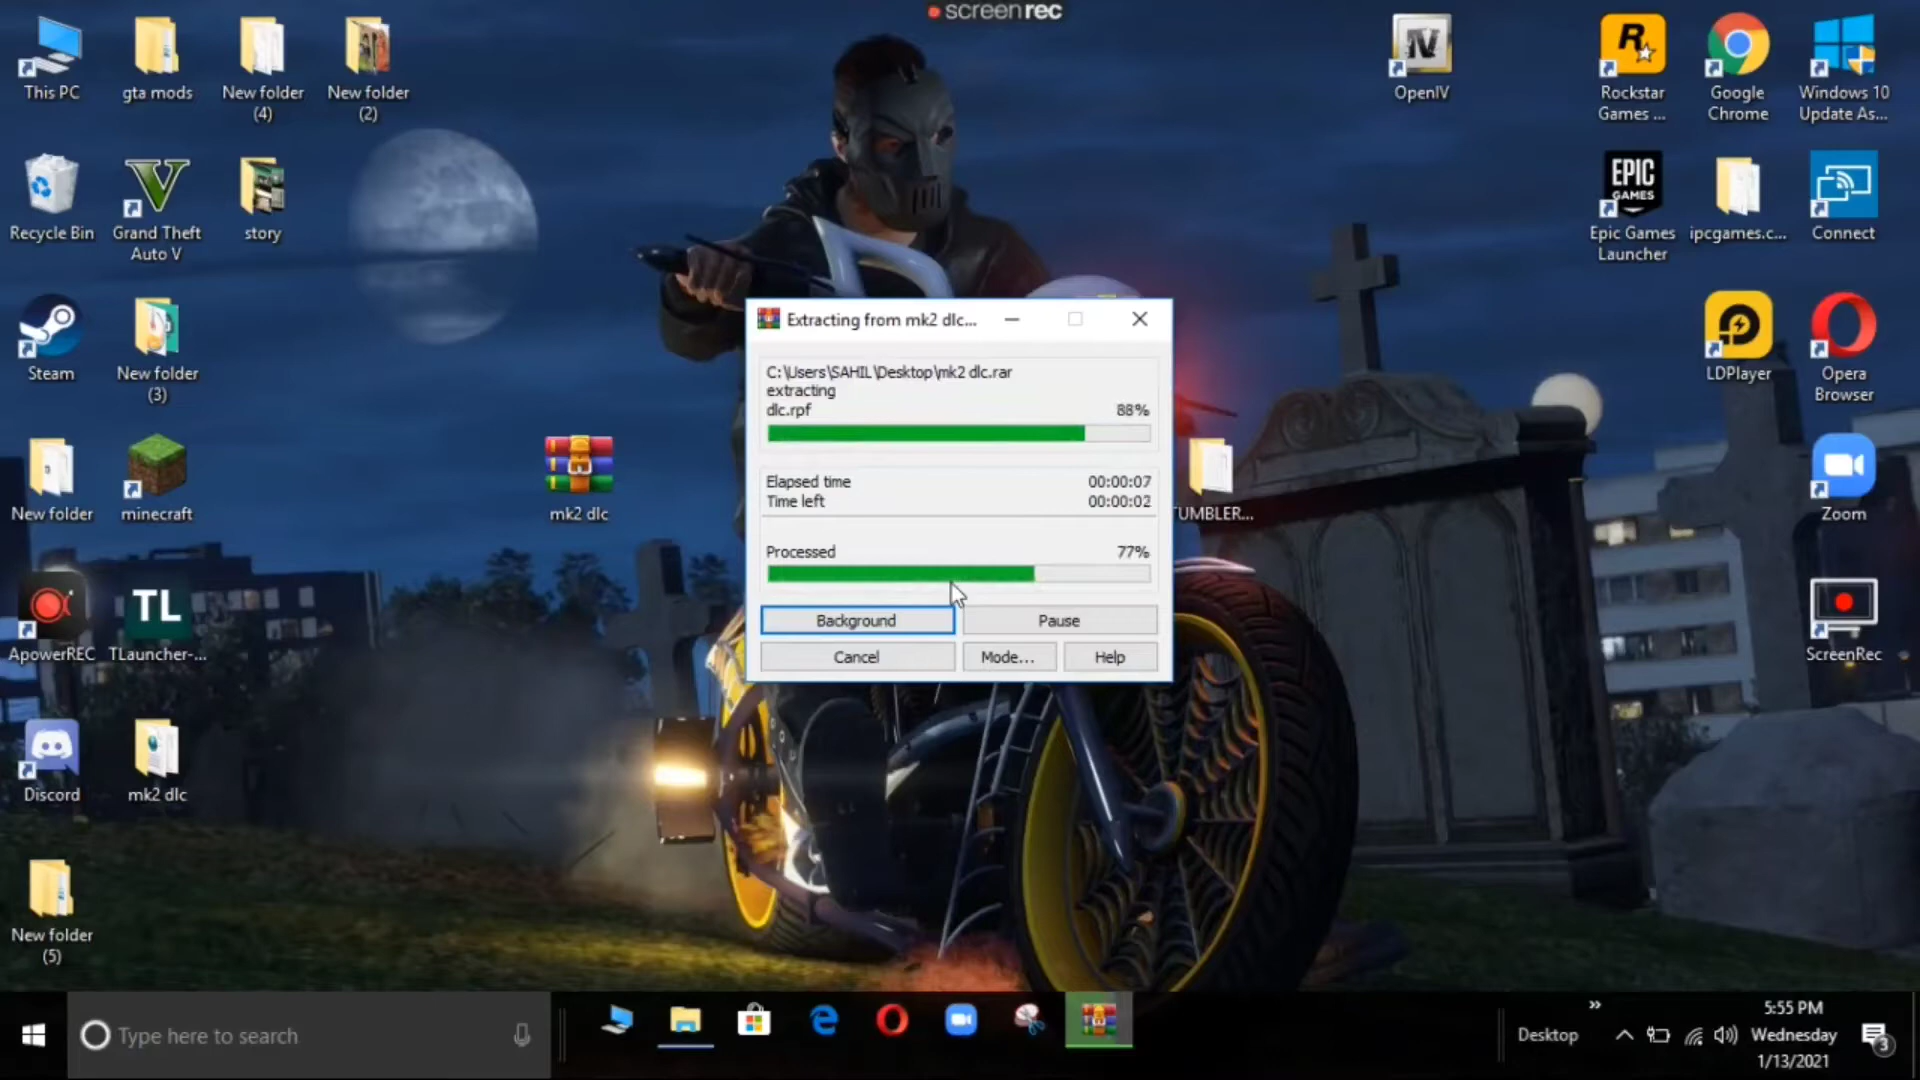 screenrec
This PC
gta mods
New folder
(4)
New folder
(2)
OpenIV
Rockstar
Games ...
Google
Chrome
Windows 10
Update As...
Recycle Bin
Grand Theft
Auto V
story
EPIC
GAMES
Epic Games
Launcher
ipcgames.c...
Connect
Steam
New folder
(3)
LDPlayer
Opera
Browser
Extracting from mk2 dlc...
C:\Users\SAHIL\Desktop\mk2 dlc.rar
extracting
dlc.rpf 88%
Elapsed time 00:00:07
Time left 00:00:02
Processed 77%
Background
Pause
Cancel
Mode...
Help
New folder
minecraft
mk2 dlc
TUMBLER...
Zoom
TL
ApowerREC
TLauncher-...
ScreenRec
Discord
mk2 dlc
New folder
(5)
Type here to search
Desktop
5:55 PM
Wednesday
1/13/2021
3